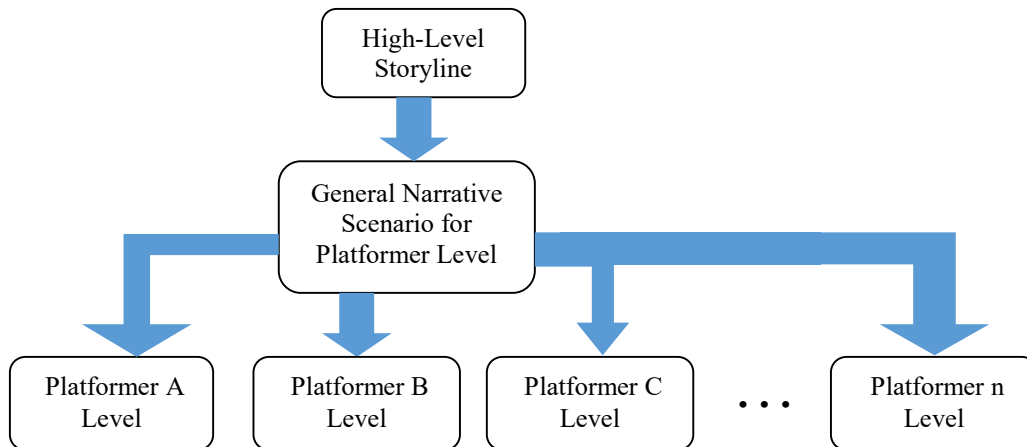 High-Level
Storyline
General Narrative
Scenario for
Platformer Level
Platformer A
Level
Platformer B
Level
Platformer C
Level
...
Platformer n
Level